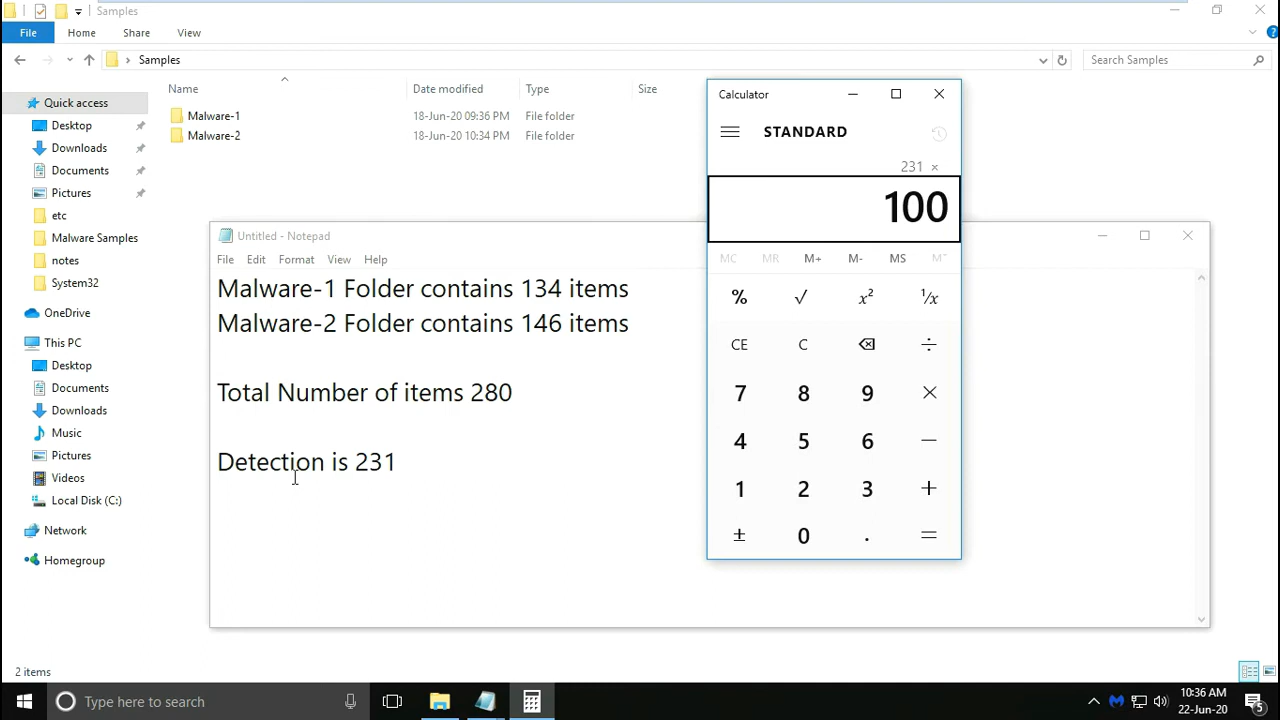 Samples
File
Home
Share
View
Samples
Search Samples
Quick access
Desktop
Downloads
Documents
Pictures
etc
Malware Samples
notes
System32
OneDrive
This PC
Desktop
Documents
Downloads
Music
Pictures
Videos
Local Disk (C:)
Network
Homegroup
Name
Date modified
Type
Size
Malware-1
18-Jun-20 09:36 PM
File folder
Malware-2
18-Jun-20 10:34 PM
File folder
Untitled - Notepad
File
Edit
Format
View
Help
Malware-1 Folder contains 134 items
Malware-2 Folder contains 146 items
Total Number of items 280
Detection is 231
Calculator
STANDARD
231 ×
100
MC MR M+ M- MS M˅
% √ x² ¹/x
CE C ÷
7 8 9 ×
4 5 6 −
1 2 3 +
± 0 . =
2 items
Type here to search
10:36 AM
22-Jun-20
5